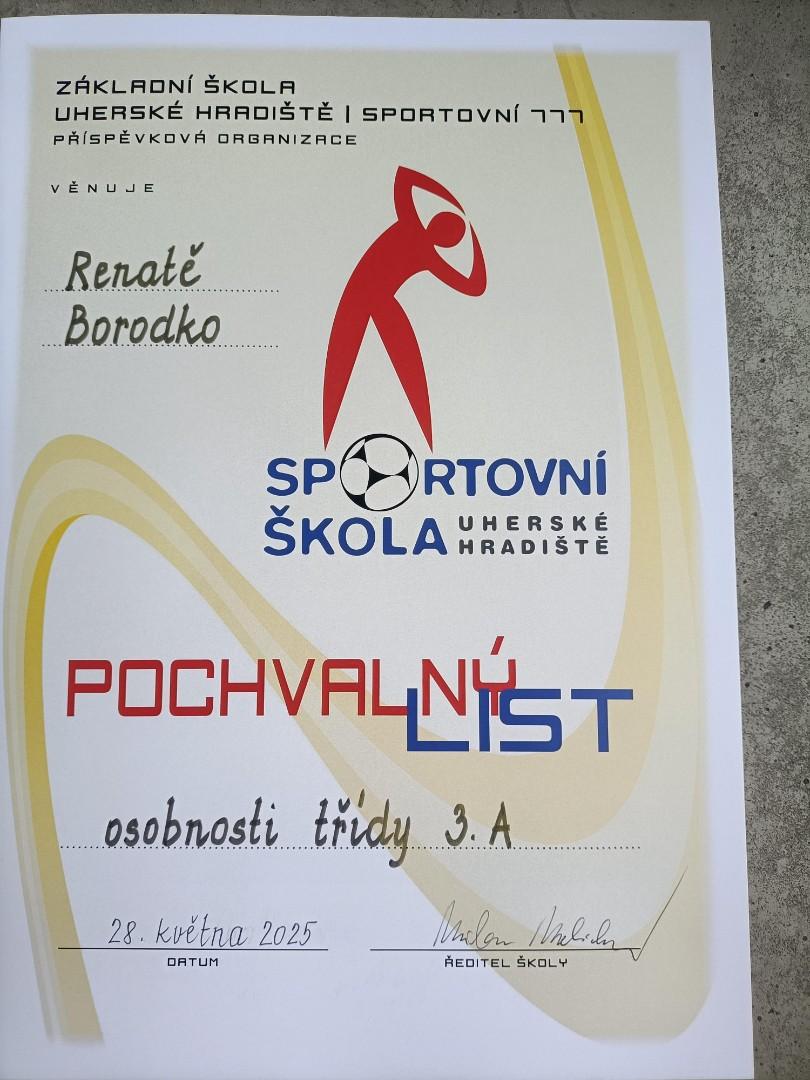 ZÁKLADNÍ ŠKOLA
UHERSKÉ HRADIŠTĚ | SPORTOVNÍ 777
PŘÍSPĚVKOVÁ ORGANIZACE
VĚNUJE
Renatě
Borodko
SPORTOVNÍ
ŠKOLA UHERSKÉ
HRADIŠTĚ
POCHVALNÝ
LIST
osobnosti třídy 3. A
28. května 2025
DATUM
ŘEDITEL ŠKOLY